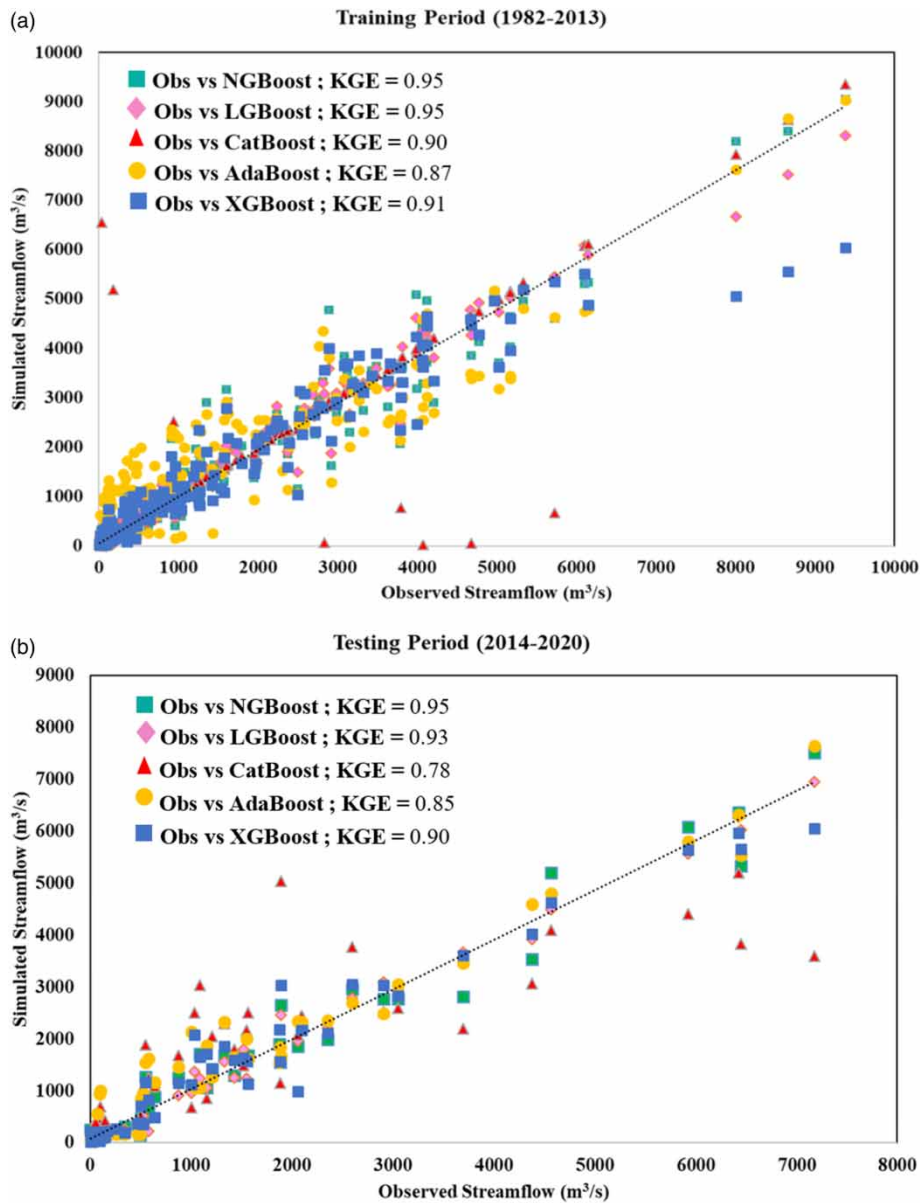 (a)
Training Period (1982-2013)
Simulated Streamflow (m³/s)
10000
9000
8000
7000
6000
5000
4000
3000
2000
1000
0
Obs vs NGBoost ; KGE = 0.95
Obs vs LGBoost ; KGE = 0.95
Obs vs CatBoost ; KGE = 0.90
Obs vs AdaBoost ; KGE = 0.87
Obs vs XGBoost ; KGE = 0.91
0 1000 2000 3000 4000 5000 6000 7000 8000 9000 10000
Observed Streamflow (m³/s)
(b)
Testing Period (2014-2020)
Simulated Streamflow (m³/s)
9000
8000
7000
6000
5000
4000
3000
2000
1000
0
Obs vs NGBoost ; KGE = 0.95
Obs vs LGBoost ; KGE = 0.93
Obs vs CatBoost ; KGE = 0.78
Obs vs AdaBoost ; KGE = 0.85
Obs vs XGBoost ; KGE = 0.90
0 1000 2000 3000 4000 5000 6000 7000 8000
Observed Streamflow (m³/s)